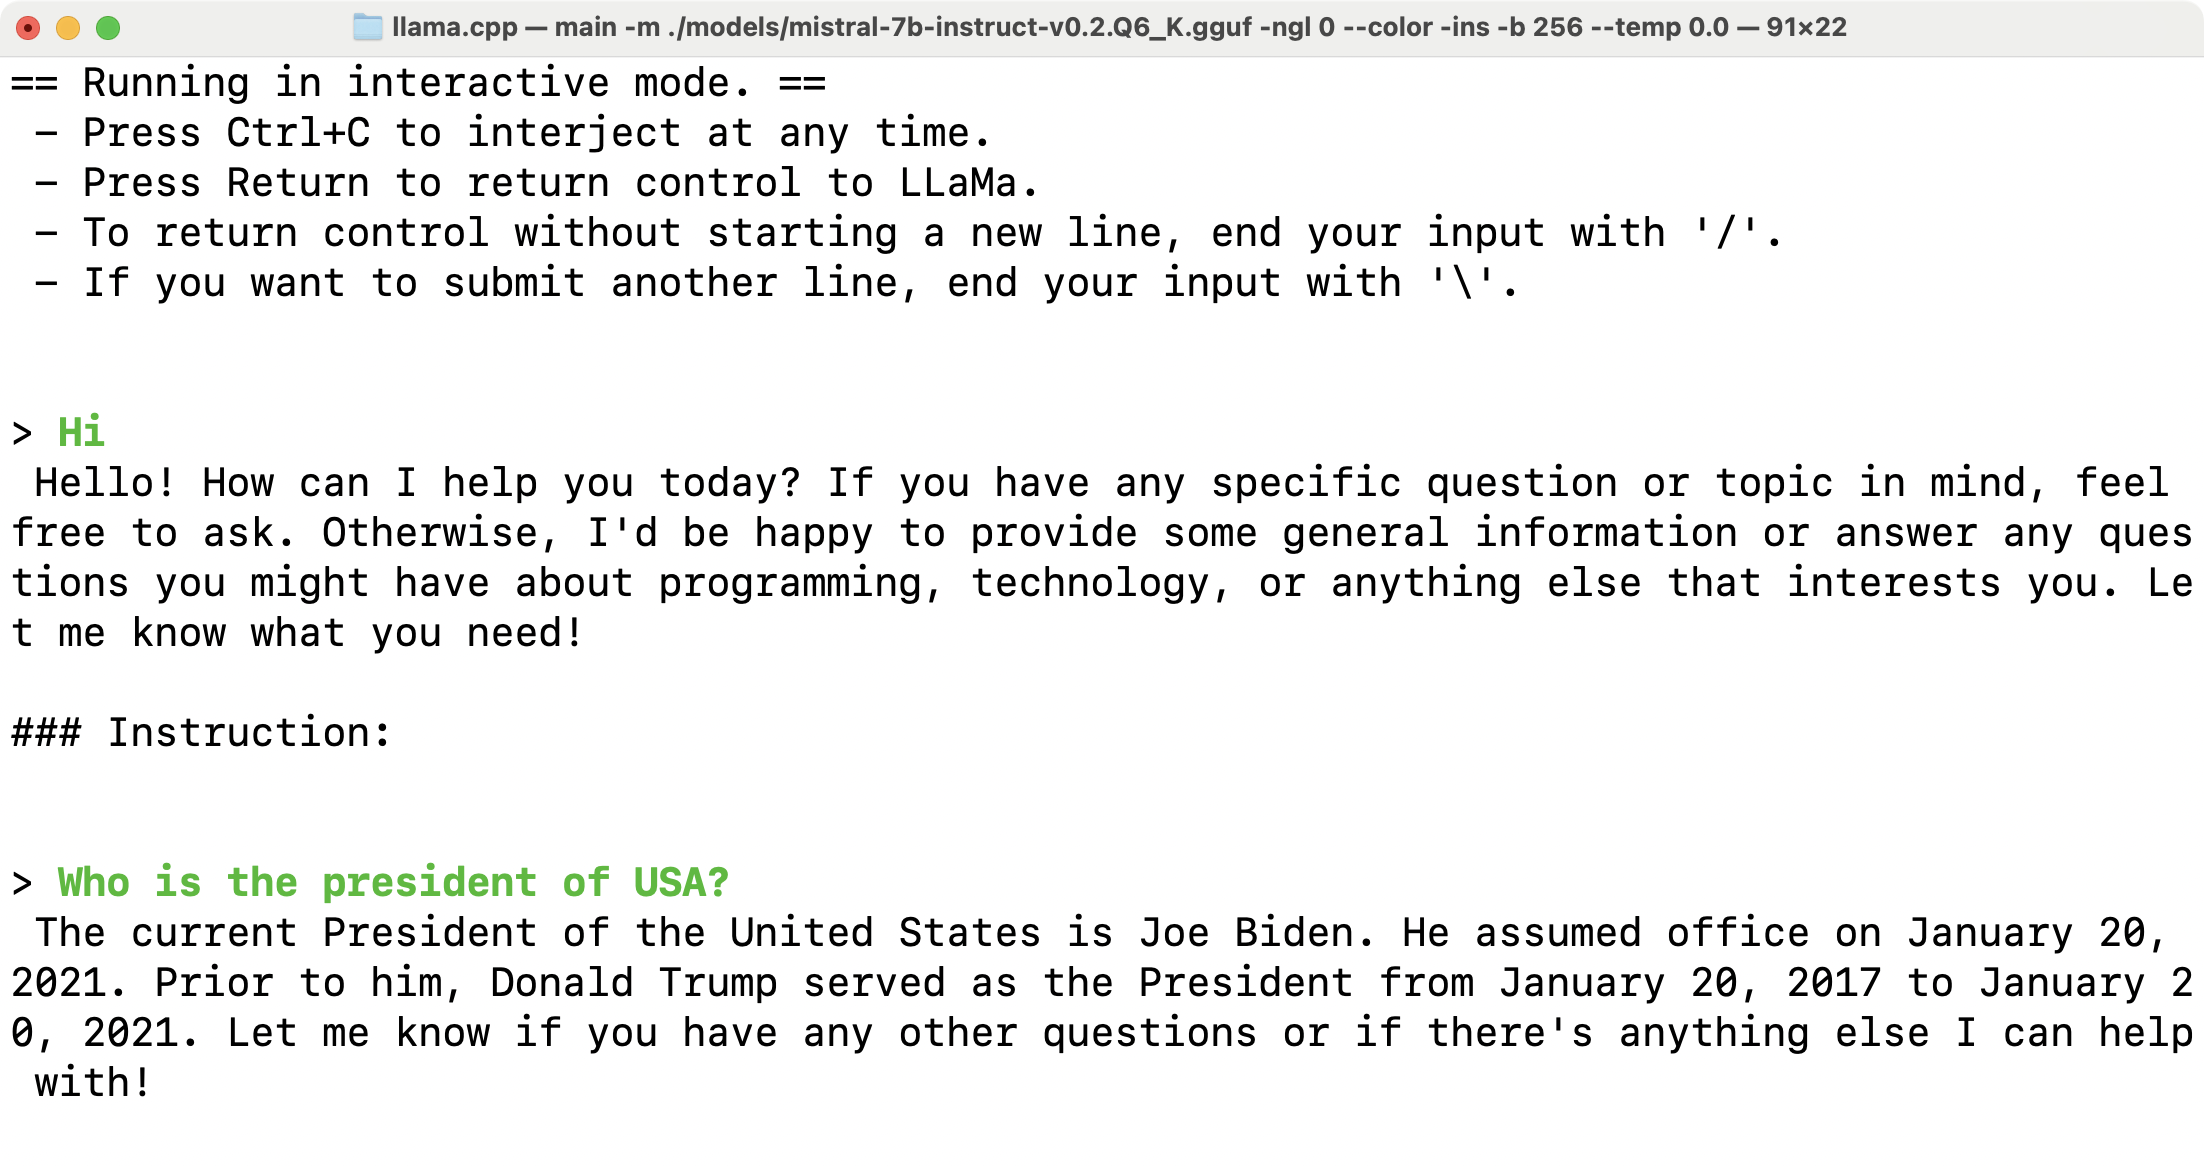 llama.cpp — main -m ./models/mistral-7b-instruct-v0.2.Q6_K.gguf -ngl 0 --color -ins -b 256 --temp 0.0 — 91×22
== Running in interactive mode. ==
 - Press Ctrl+C to interject at any time.
 - Press Return to return control to LLaMa.
 - To return control without starting a new line, end your input with '/'.
 - If you want to submit another line, end your input with '\'.
> Hi
 Hello! How can I help you today? If you have any specific question or topic in mind, feel
free to ask. Otherwise, I'd be happy to provide some general information or answer any ques
tions you might have about programming, technology, or anything else that interests you. Le
t me know what you need!
### Instruction:
> Who is the president of USA?
 The current President of the United States is Joe Biden. He assumed office on January 20,
2021. Prior to him, Donald Trump served as the President from January 20, 2017 to January 2
0, 2021. Let me know if you have any other questions or if there's anything else I can help
 with!